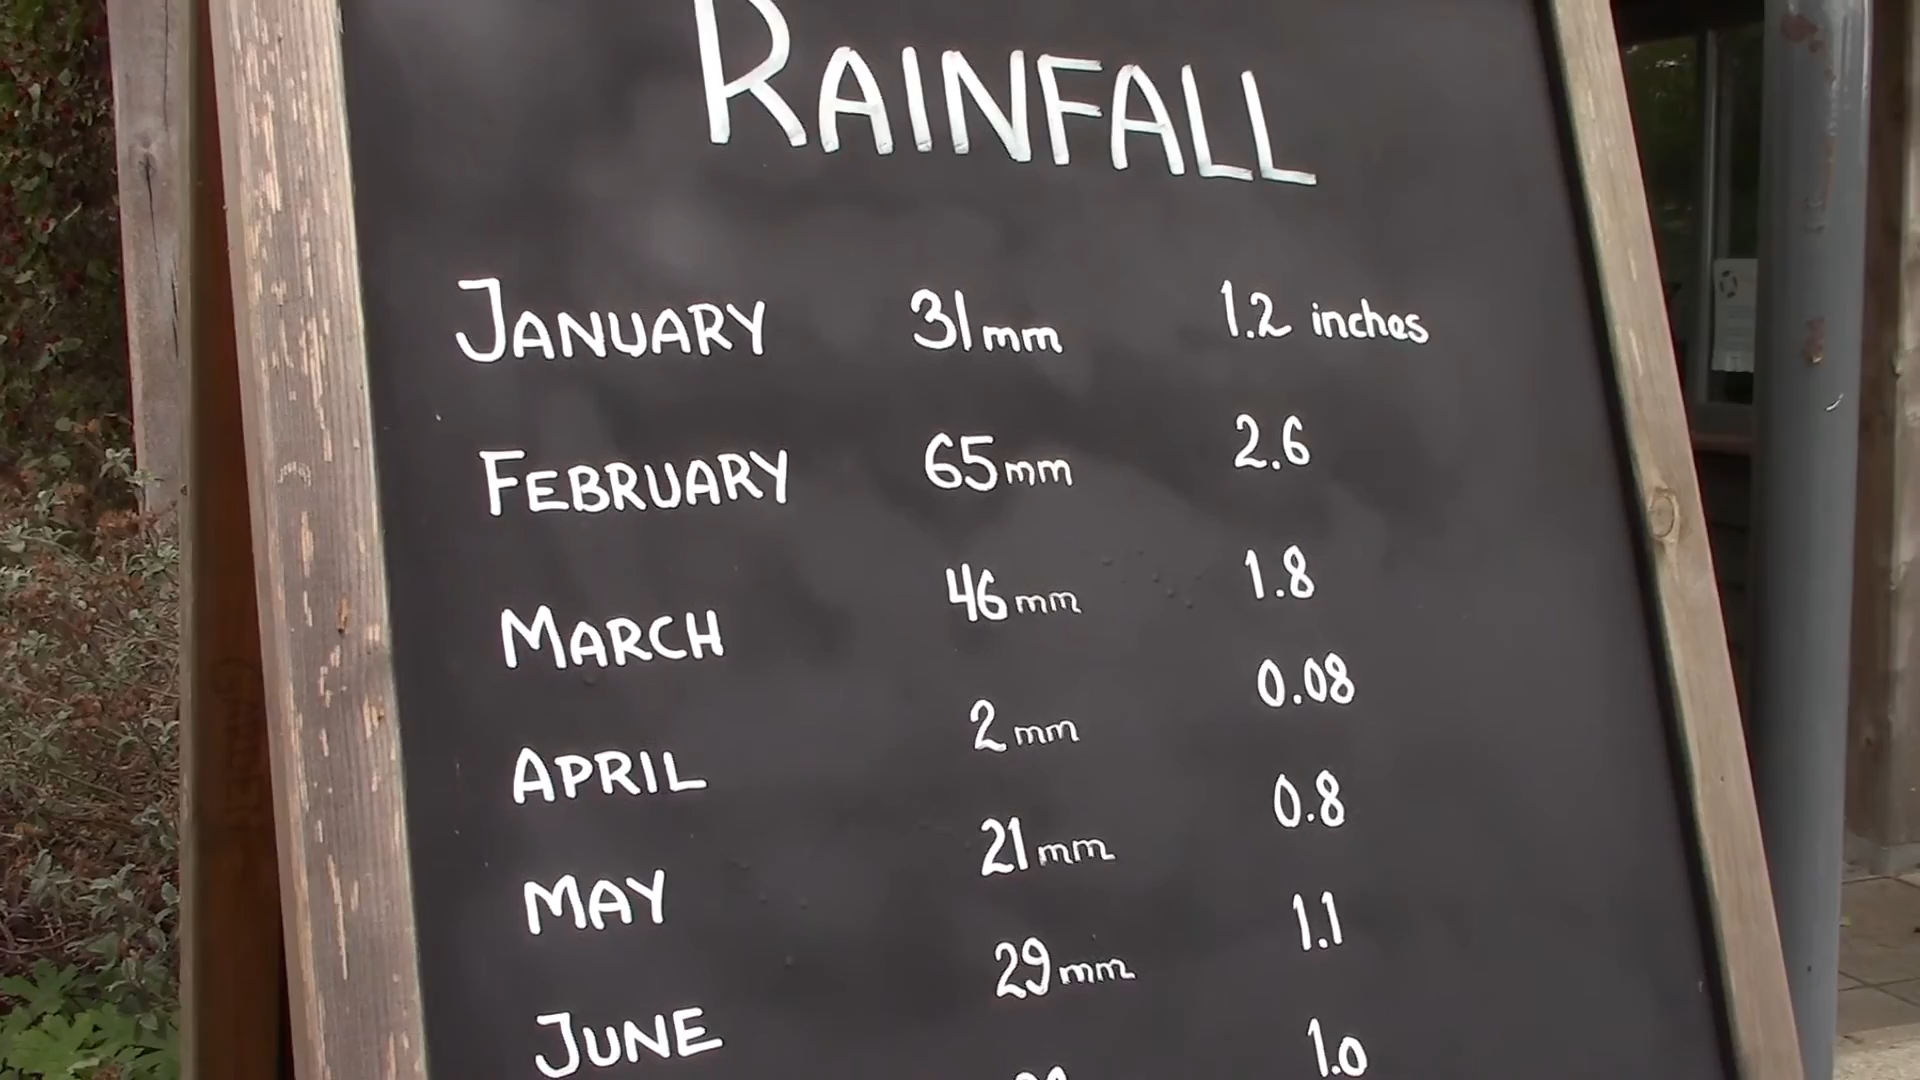 RAINFALL
JANUARY 31mm 1.2 inches
FEBRUARY 65mm 2.6
MARCH 46mm 1.8
APRIL 2mm 0.08
MAY 21mm 0.8
JUNE 29mm 1.1
1.0